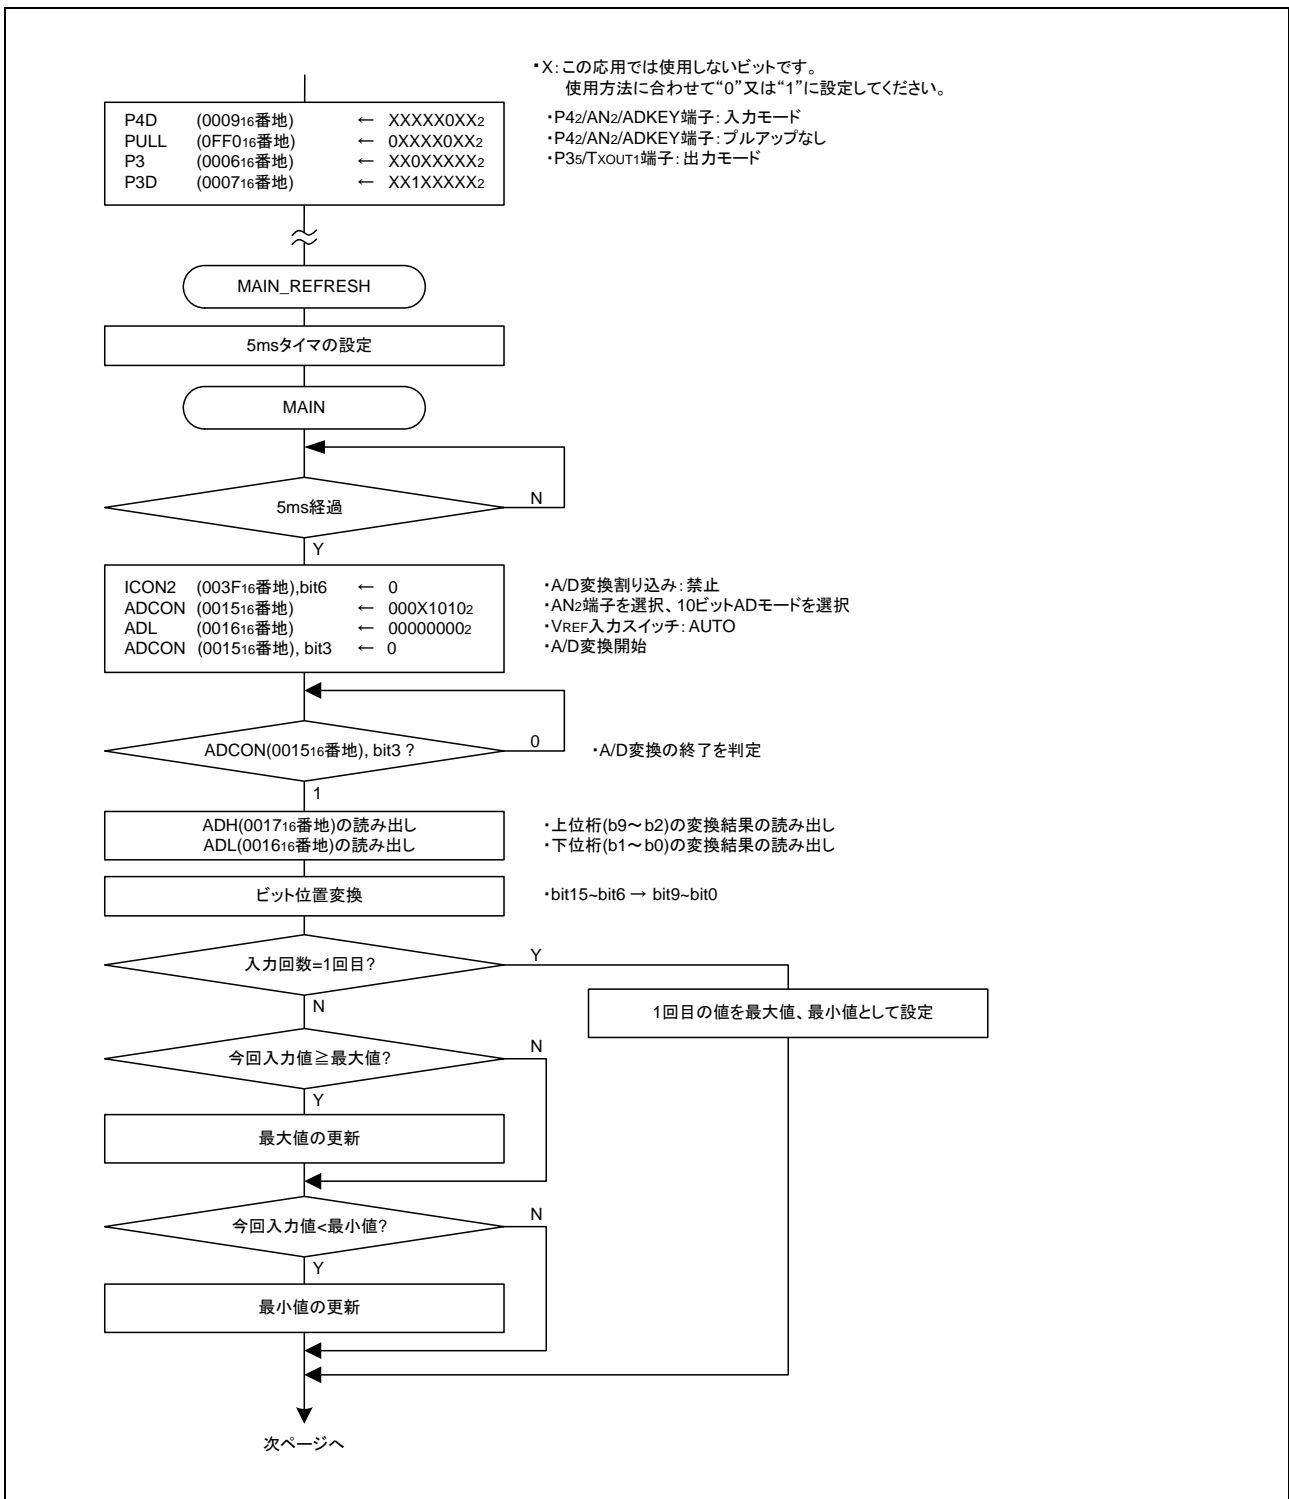 ・X：この応用では使用しないビットです。
使用方法に合わせて“0”又は“1”に設定してください。
P4D (000916番地) ← XXXXX0XX2 ・P42/AN2/ADKEY端子：入力モード
PULL (0FF016番地) ← 0XXXX0XX2 ・P42/AN2/ADKEY端子：プルアップなし
P3 (000616番地) ← XX0XXXXX2 ・P35/TXOUT1端子：出力モード
P3D (000716番地) ← XX1XXXXX2
MAIN_REFRESH
5msタイマの設定
MAIN
5ms経過
N
Y
ICON2 (003F16番地),bit6 ← 0 ・A/D変換割り込み：禁止
ADCON (001516番地) ← 000X10102 ・AN2端子を選択、10ビットADモードを選択
ADL (001616番地) ← 000000002 ・VREF入力スイッチ：AUTO
ADCON (001516番地), bit3 ← 0 ・A/D変換開始
ADCON(001516番地), bit3 ?
0
・A/D変換の終了を判定
1
ADH(001716番地)の読み出し ・上位桁(b9～b2)の変換結果の読み出し
ADL(001616番地)の読み出し ・下位桁(b1～b0)の変換結果の読み出し
ビット位置変換 ・bit15~bit6 → bit9~bit0
入力回数=1回目?
Y
N
1回目の値を最大値、最小値として設定
今回入力値≧最大値?
N
Y
最大値の更新
今回入力値<最小値?
N
Y
最小値の更新
次ページへ